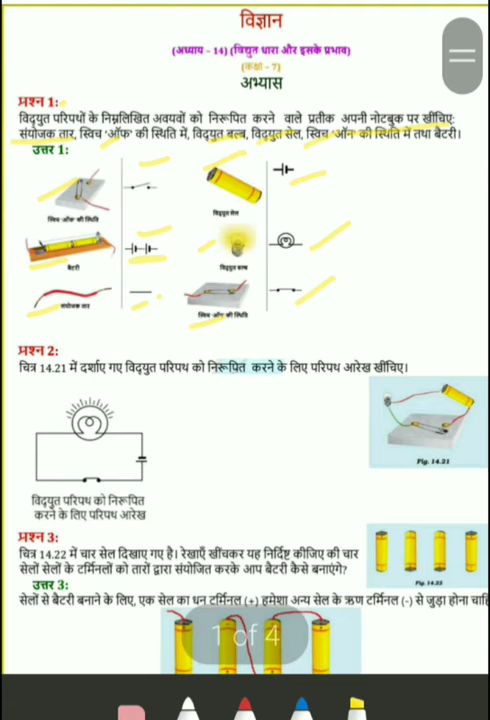 विज्ञान
(अध्याय - 14) (विद्युत धारा और इसके प्रभाव)
(कक्षा - 7)
अभ्यास
प्रश्न 1:
विद्युत परिपथों के निम्नलिखित अवयवों को निरूपित करने वाले प्रतीक अपनी नोटबुक पर खींचिए:
संयोजक तार, स्विच 'ऑफ' की स्थिति में, विद्युत बल्ब, विद्युत सेल, स्विच 'ऑन' की स्थिति में तथा बैटरी।
उत्तर 1:
स्विच 'ऑफ' की स्थिति
विद्युत सेल
बैटरी
विद्युत बल्ब
संयोजक तार
स्विच 'ऑन' की स्थिति
प्रश्न 2:
चित्र 14.21 में दर्शाए गए विद्युत परिपथ को निरूपित करने के लिए परिपथ आरेख खींचिए।
Fig. 14.21
विद्युत परिपथ को निरूपित
करने के लिए परिपथ आरेख
प्रश्न 3:
चित्र 14.22 में चार सेल दिखाए गए है। रेखाएँ खींचकर यह निर्दिष्ट कीजिए की चार
सेलों सेलों के टर्मिनलों को तारों द्वारा संयोजित करके आप बैटरी कैसे बनाएंगे?
Fig. 14.22
उत्तर 3:
सेलों से बैटरी बनाने के लिए, एक सेल का धन टर्मिनल (+) हमेशा अन्य सेल के ऋण टर्मिनल (-) से जुड़ा होना
1 of 4